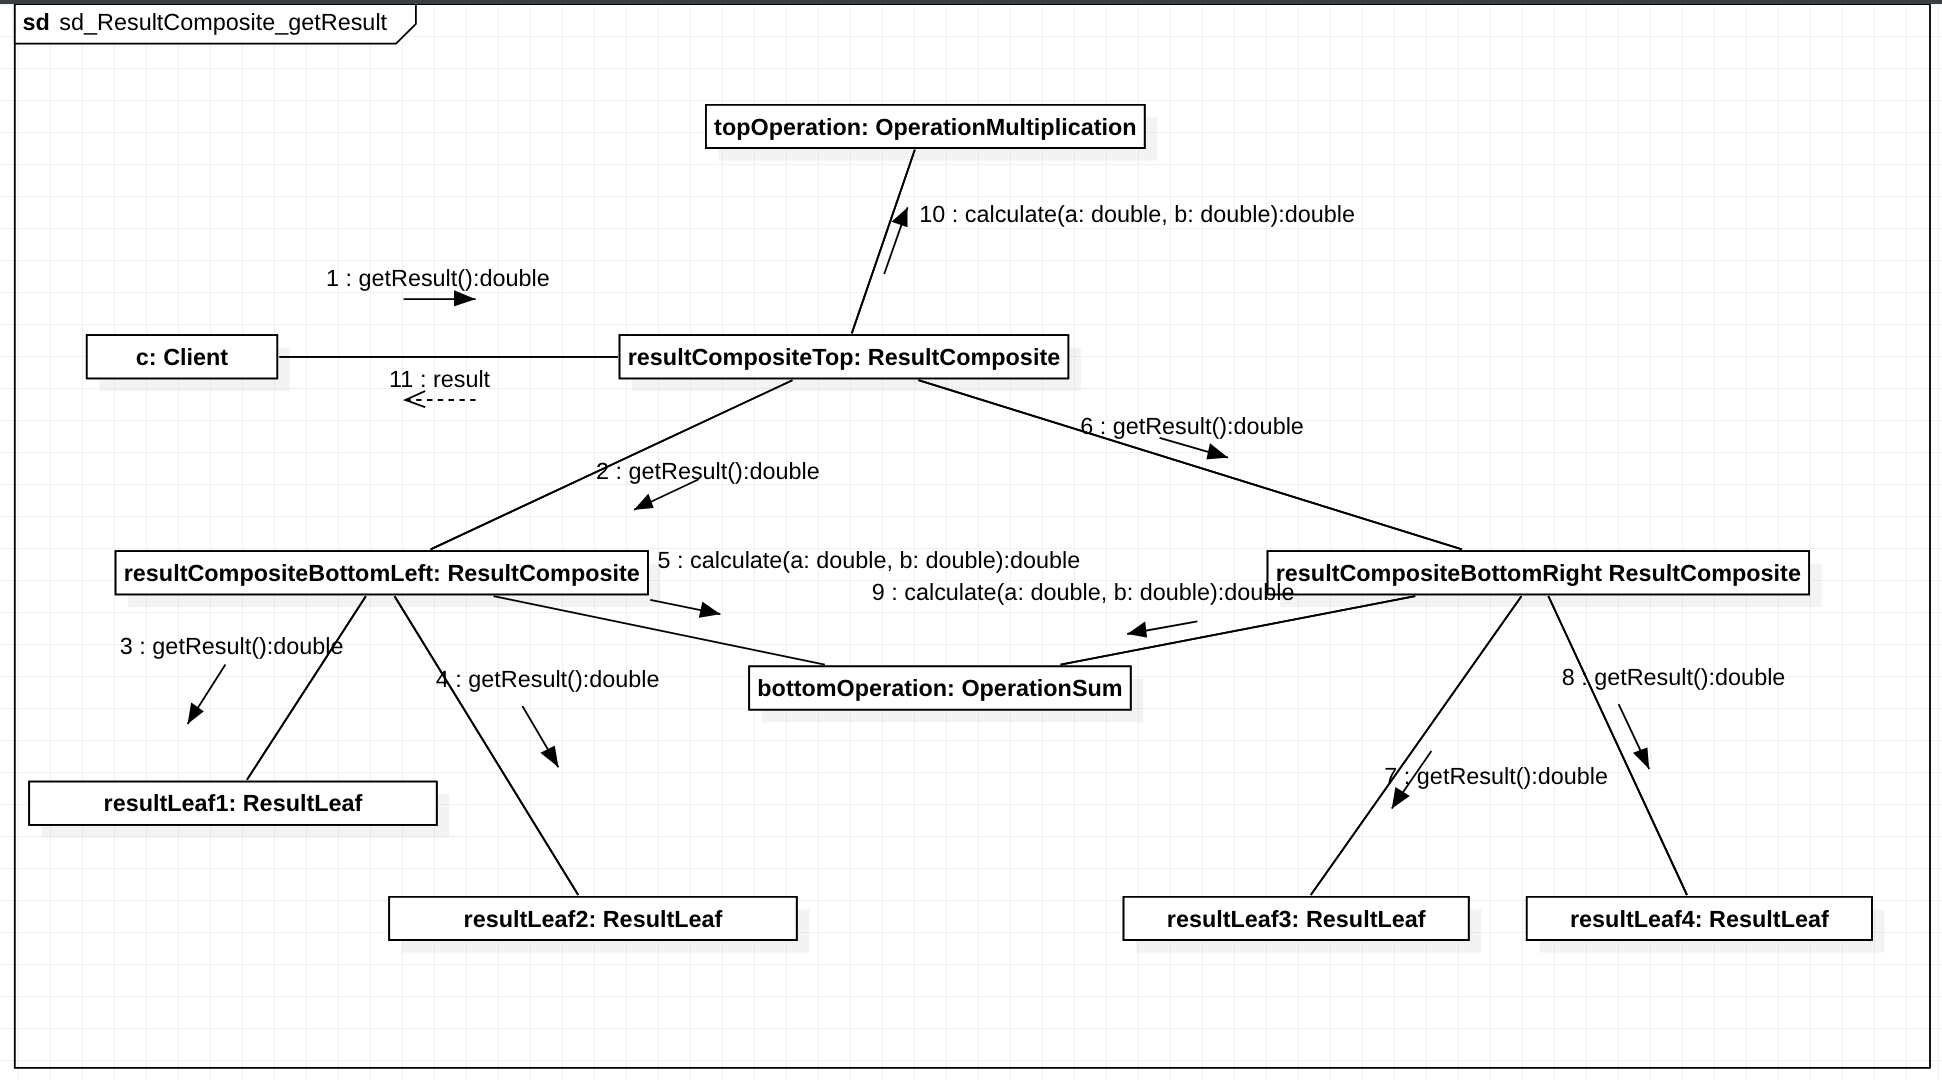 sd sd_ResultComposite_getResult
topOperation: OperationMultiplication
10 : calculate(a: double, b: double):double
1 : getResult():double
c: Client
resultCompositeTop: ResultComposite
11 : result
6 : getResult():double
2 : getResult():double
5 : calculate(a: double, b: double):double
resultCompositeBottomLeft: ResultComposite
resultCompositeBottomRight ResultComposite
9 : calculate(a: double, b: double):double
3 : getResult():double
4 : getResult():double
8 : getResult():double
bottomOperation: OperationSum
7 : getResult():double
resultLeaf1: ResultLeaf
resultLeaf2: ResultLeaf
resultLeaf3: ResultLeaf
resultLeaf4: ResultLeaf